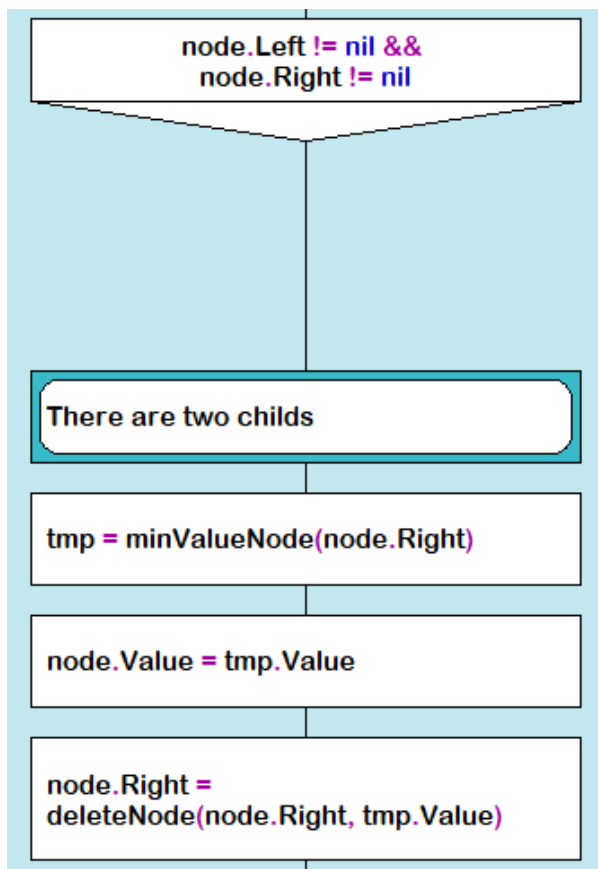 node.Left != nil &&
node.Right != nil
There are two childs
tmp = minValueNode(node.Right)
node.Value = tmp.Value
node.Right =
deleteNode(node.Right, tmp.Value)